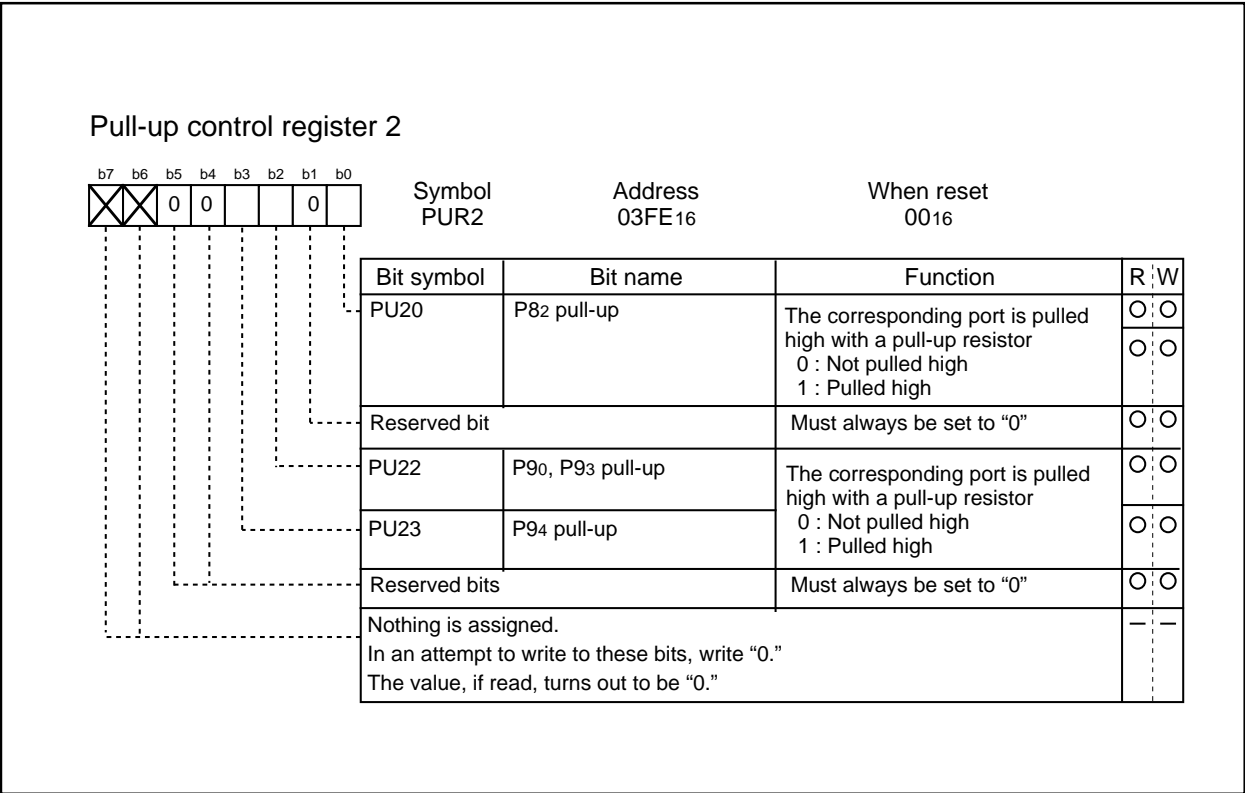 Pull-up control register 2
b7 b6 b5 b4 b3 b2 b1 b0
0 0 0
Symbol Address When reset
PUR2 03FE16 0016
Bit symbol Bit name Function R W
PU20 P82 pull-up The corresponding port is pulled
high with a pull-up resistor
0 : Not pulled high
1 : Pulled high
Reserved bit Must always be set to “0”
PU22 P90, P93 pull-up The corresponding port is pulled
high with a pull-up resistor
PU23 P94 pull-up 0 : Not pulled high
1 : Pulled high
Reserved bits Must always be set to “0”
Nothing is assigned. – –
In an attempt to write to these bits, write “0.”
The value, if read, turns out to be “0.”